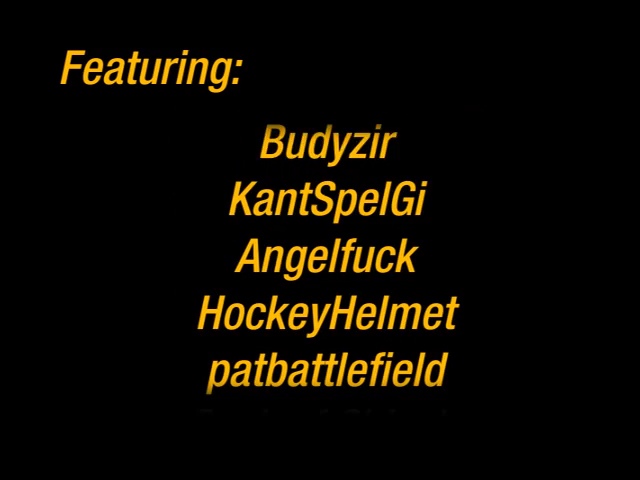 Featuring:
Budyzir
KantSpelGi
Angelfuck
HockeyHelmet
patbattlefield